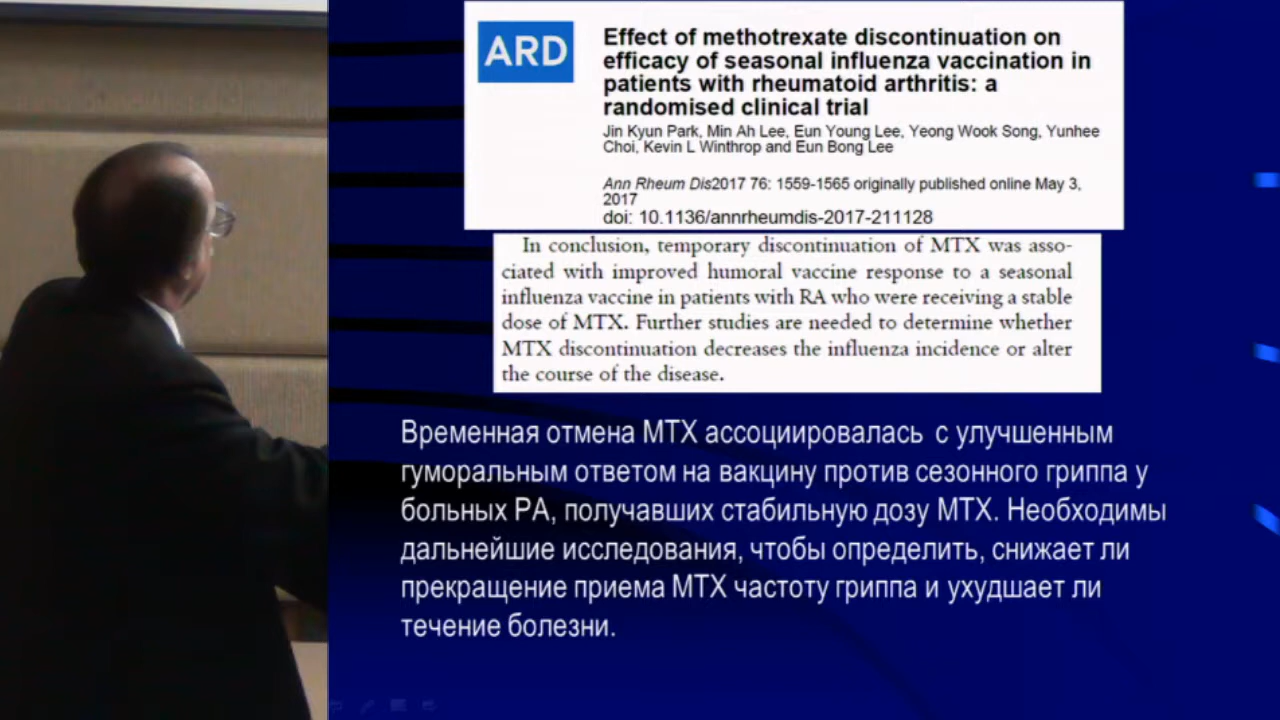 ARD
Effect of methotrexate discontinuation on
efficacy of seasonal influenza vaccination in
patients with rheumatoid arthritis: a
randomised clinical trial
Jin Kyun Park, Min Ah Lee, Eun Young Lee, Yeong Wook Song, Yunhee
Choi, Kevin L Winthrop and Eun Bong Lee
Ann Rheum Dis2017 76: 1559-1565 originally published online May 3,
2017
doi: 10.1136/annrheumdis-2017-211128
In conclusion, temporary discontinuation of MTX was asso-
ciated with improved humoral vaccine response to a seasonal
influenza vaccine in patients with RA who were receiving a stable
dose of MTX. Further studies are needed to determine whether
MTX discontinuation decreases the influenza incidence or alter
the course of the disease.
Временная отмена МТХ ассоциировалась с улучшенным
гуморальным ответом на вакцину против сезонного гриппа у
больных РА, получавших стабильную дозу МТХ. Необходимы
дальнейшие исследования, чтобы определить, снижает ли
прекращение приема МТХ частоту гриппа и ухудшает ли
течение болезни.